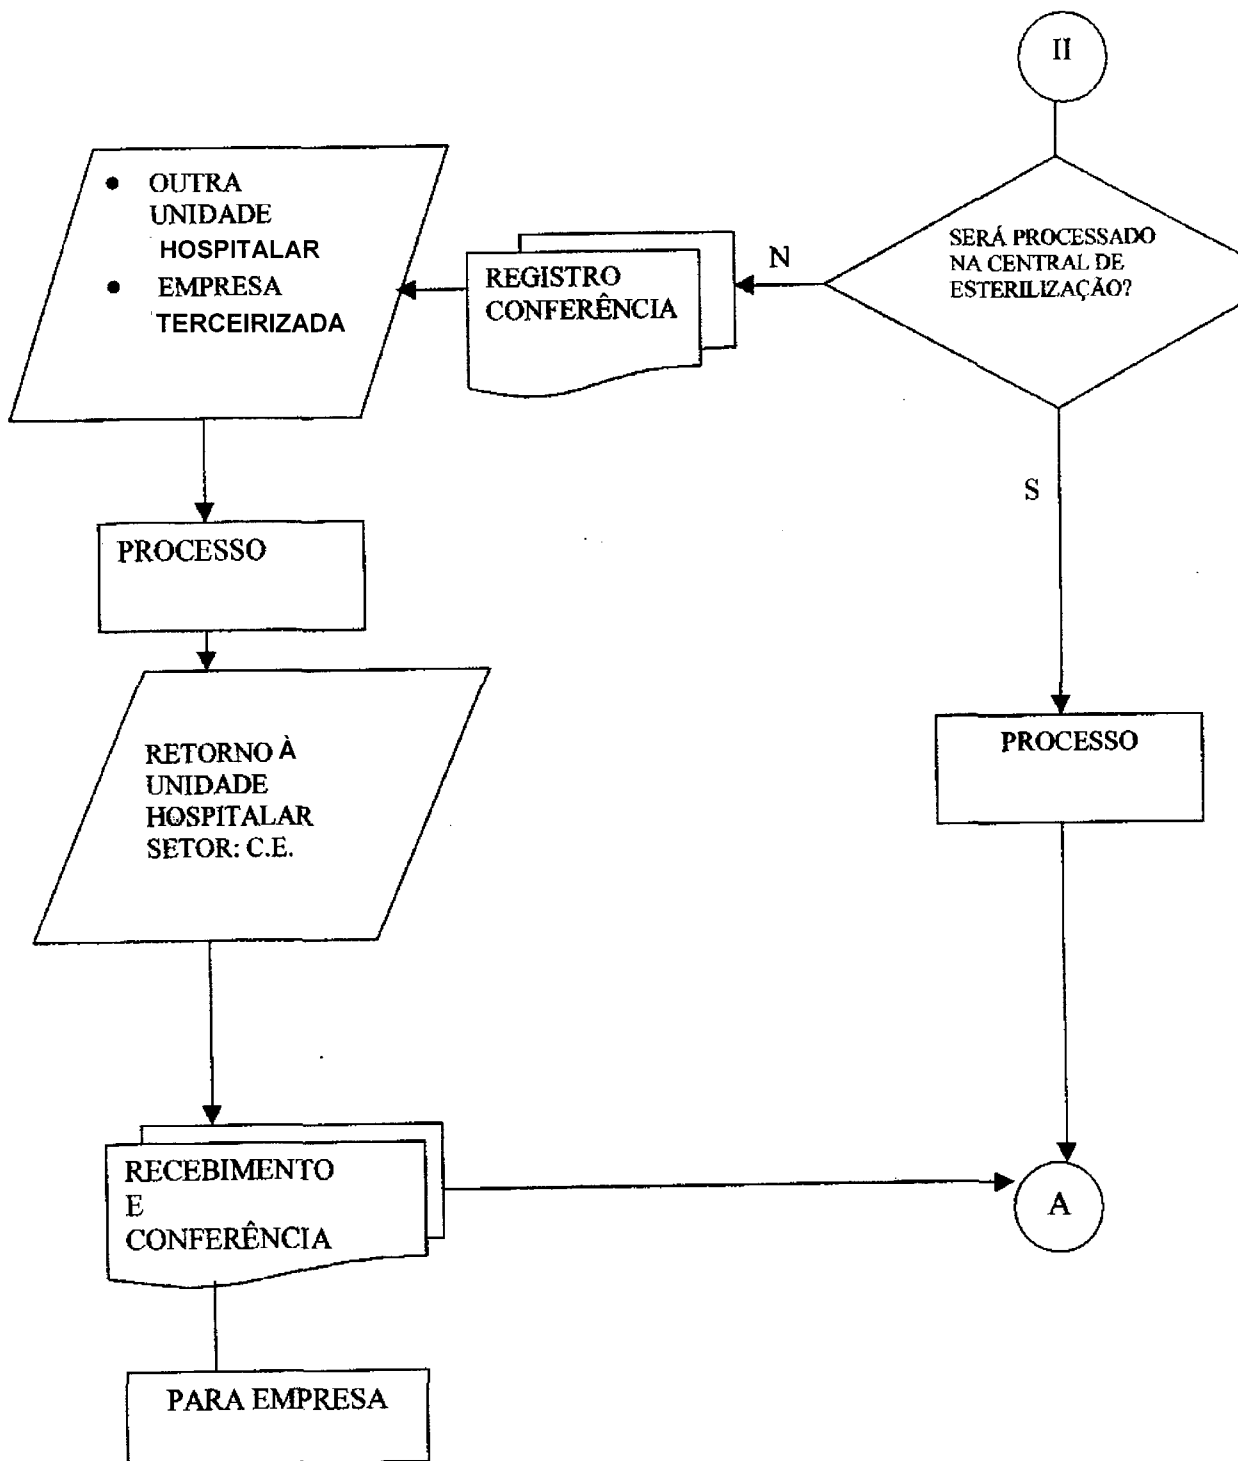 II
SERÁ PROCESSADO
NA CENTRAL DE
ESTERILIZAÇÃO?
N
S
REGISTRO
CONFERÊNCIA
• OUTRA
UNIDADE
HOSPITALAR
• EMPRESA
TERCEIRIZADA
PROCESSO
RETORNO À
UNIDADE
HOSPITALAR
SETOR: C.E.
PROCESSO
RECEBIMENTO
E
CONFERÊNCIA
A
PARA EMPRESA